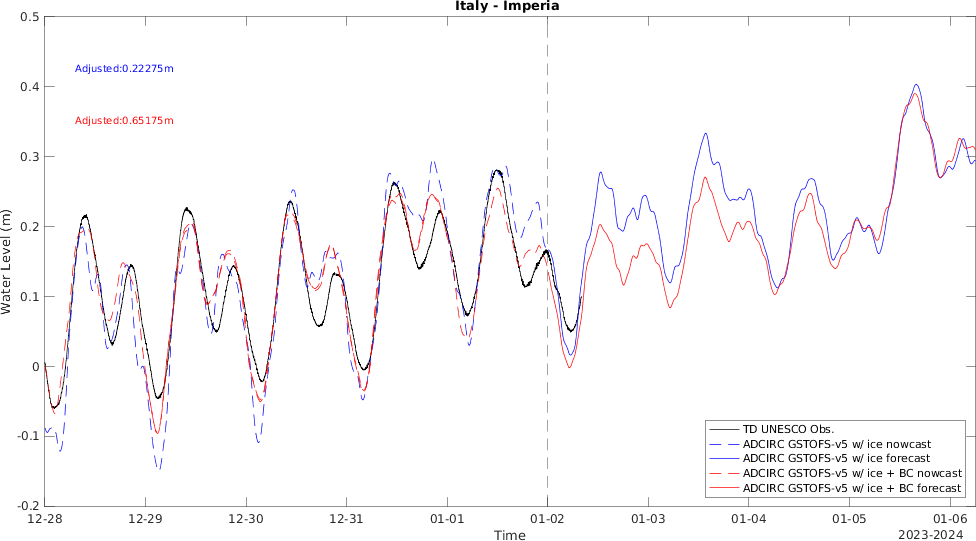 Italy - Imperia
0.5
0.4
0.3
0.2
0.1
0
-0.1
-0.2
Water Level (m)
Adjusted:0.22275m
Adjusted:0.65175m
TD UNESCO Obs.
ADCIRC GSTOFS-v5 w/ ice nowcast
ADCIRC GSTOFS-v5 w/ ice forecast
ADCIRC GSTOFS-v5 w/ ice + BC nowcast
ADCIRC GSTOFS-v5 w/ ice + BC forecast
12-28 12-29 12-30 12-31 01-01 01-02 01-03 01-04 01-05 01-06
Time
2023-2024